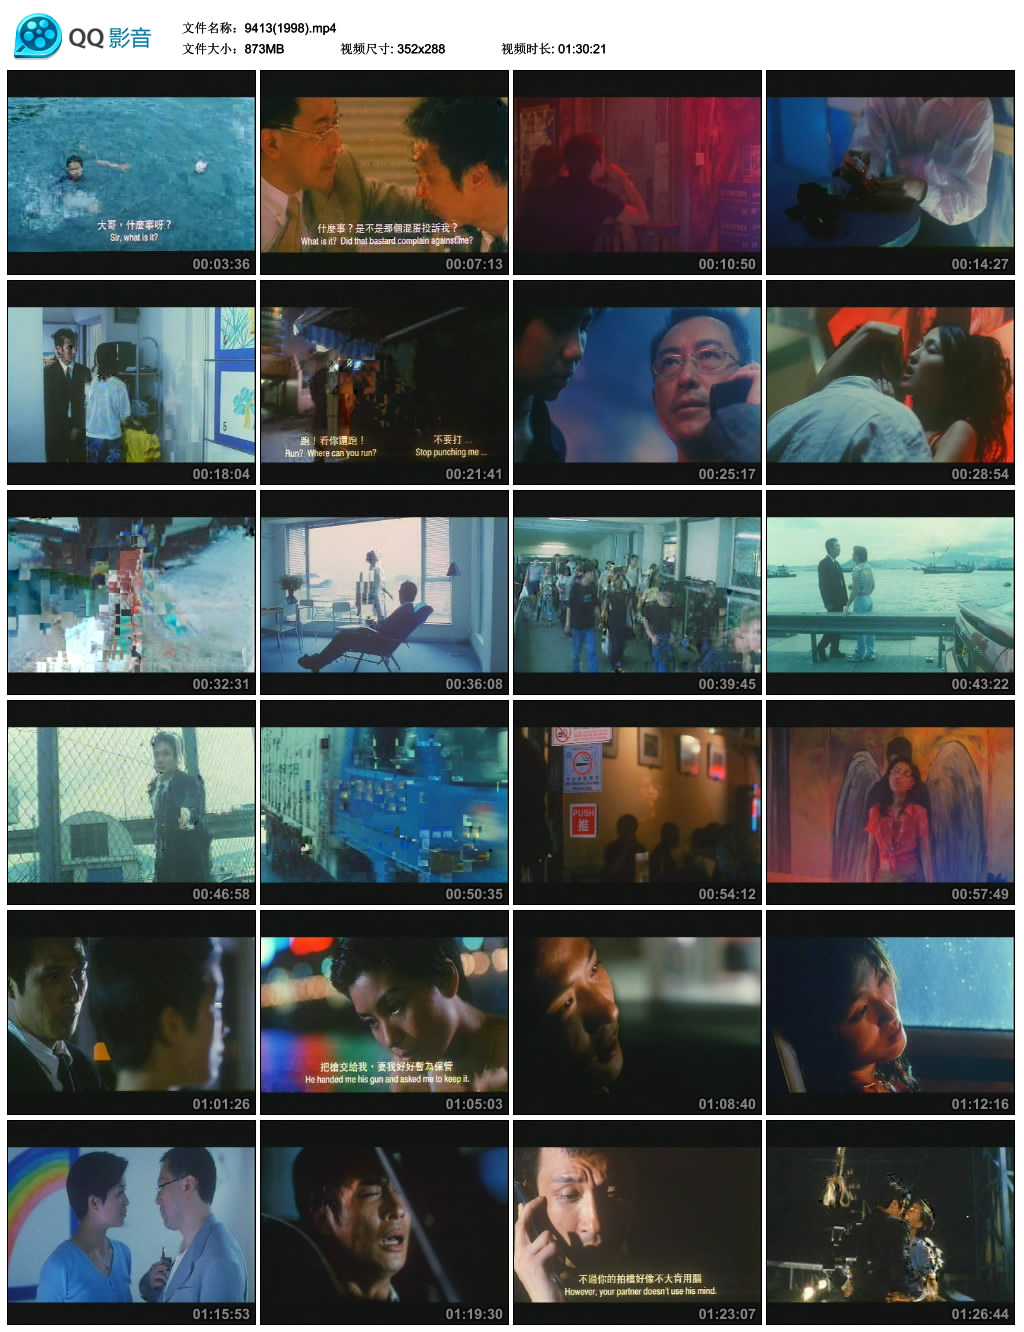 QQ 影音
文件名称: 9413(1998).mp4
文件大小: 873MB 视频尺寸: 352x288 视频时长: 01:30:21
大哥，什麼事呀？
Sir, what is it?
00:03:36
什麼事？是不是那個混蛋投訴我？
What is it? Did that bastard complain against me?
00:07:13
00:10:50
00:14:27
5
00:18:04
跑！看你還跑！
Run? Where can you run?
不要打 ...
Stop punching me ...
00:21:41
00:25:17
00:28:54
00:32:31
00:36:08
00:39:45
00:43:22
00:46:58
00:50:35
PUSH
推
00:54:12
00:57:49
01:01:26
把槍交給我，要我好好暫為保管
He handed me his gun and asked me to keep it.
01:05:03
01:08:40
01:12:16
01:15:53
01:19:30
不過你的拍檔好像不大肯用腦
However, your partner doesn't use his mind.
01:23:07
01:26:44